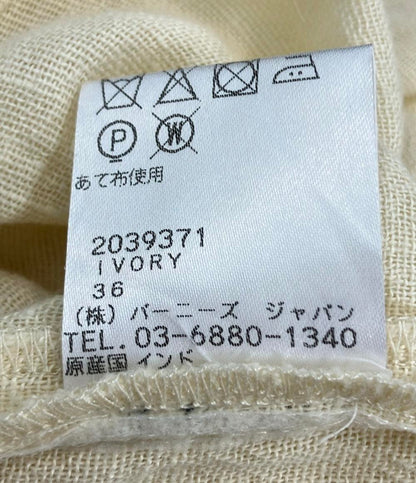 P W
あて布使用
2039371
IVORY
36
(株) バーニーズ ジャパン
TEL. 03-6880-1340
原産国 インド